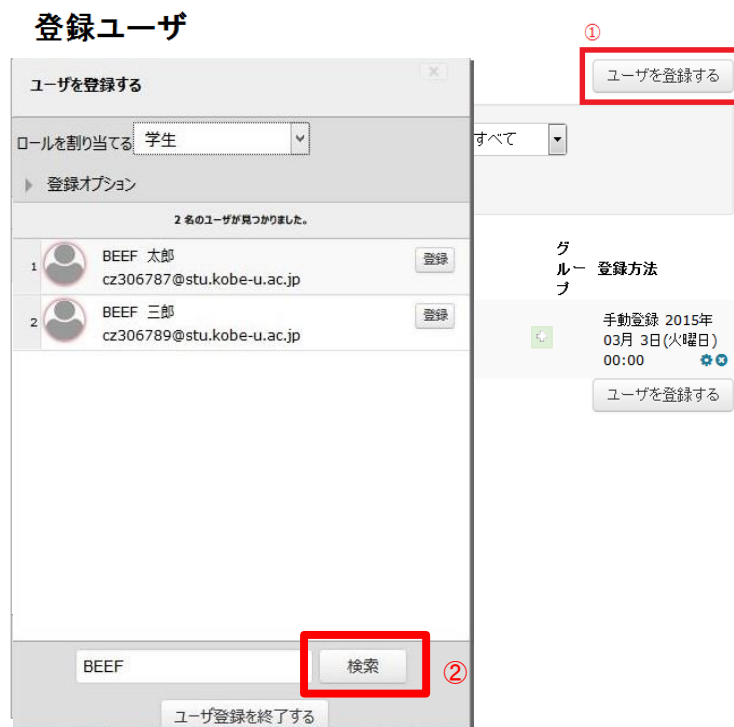 登録ユーザ
①
ユーザを登録する
ユーザを登録する
ロールを割り当てる 学生
すべて
登録オプション
2 名のユーザが見つかりました。
1
BEEF 太郎
cz306787@stu.kobe-u.ac.jp
登録
2
BEEF 三郎
cz306789@stu.kobe-u.ac.jp
登録
グ
ルー
プ
登録方法
手動登録 2015年
03月 3日(火曜日)
00:00
ユーザを登録する
BEEF
検索
②
ユーザ登録を終了する